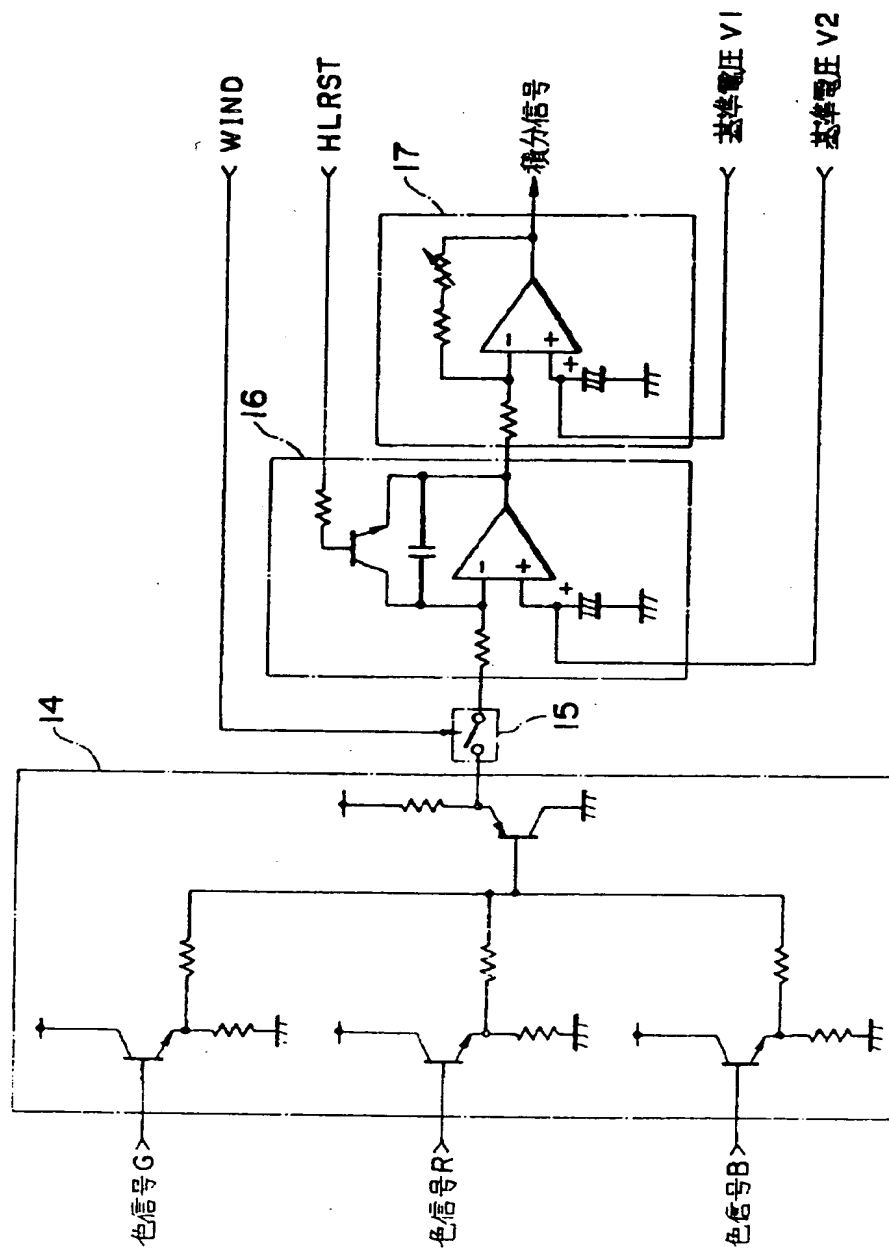 WIND
HLRST
積分信号
基準電圧 V1
基準電圧 V2
17
16
15
14
色信号G
色信号R
色信号B
- +
+
- +
+